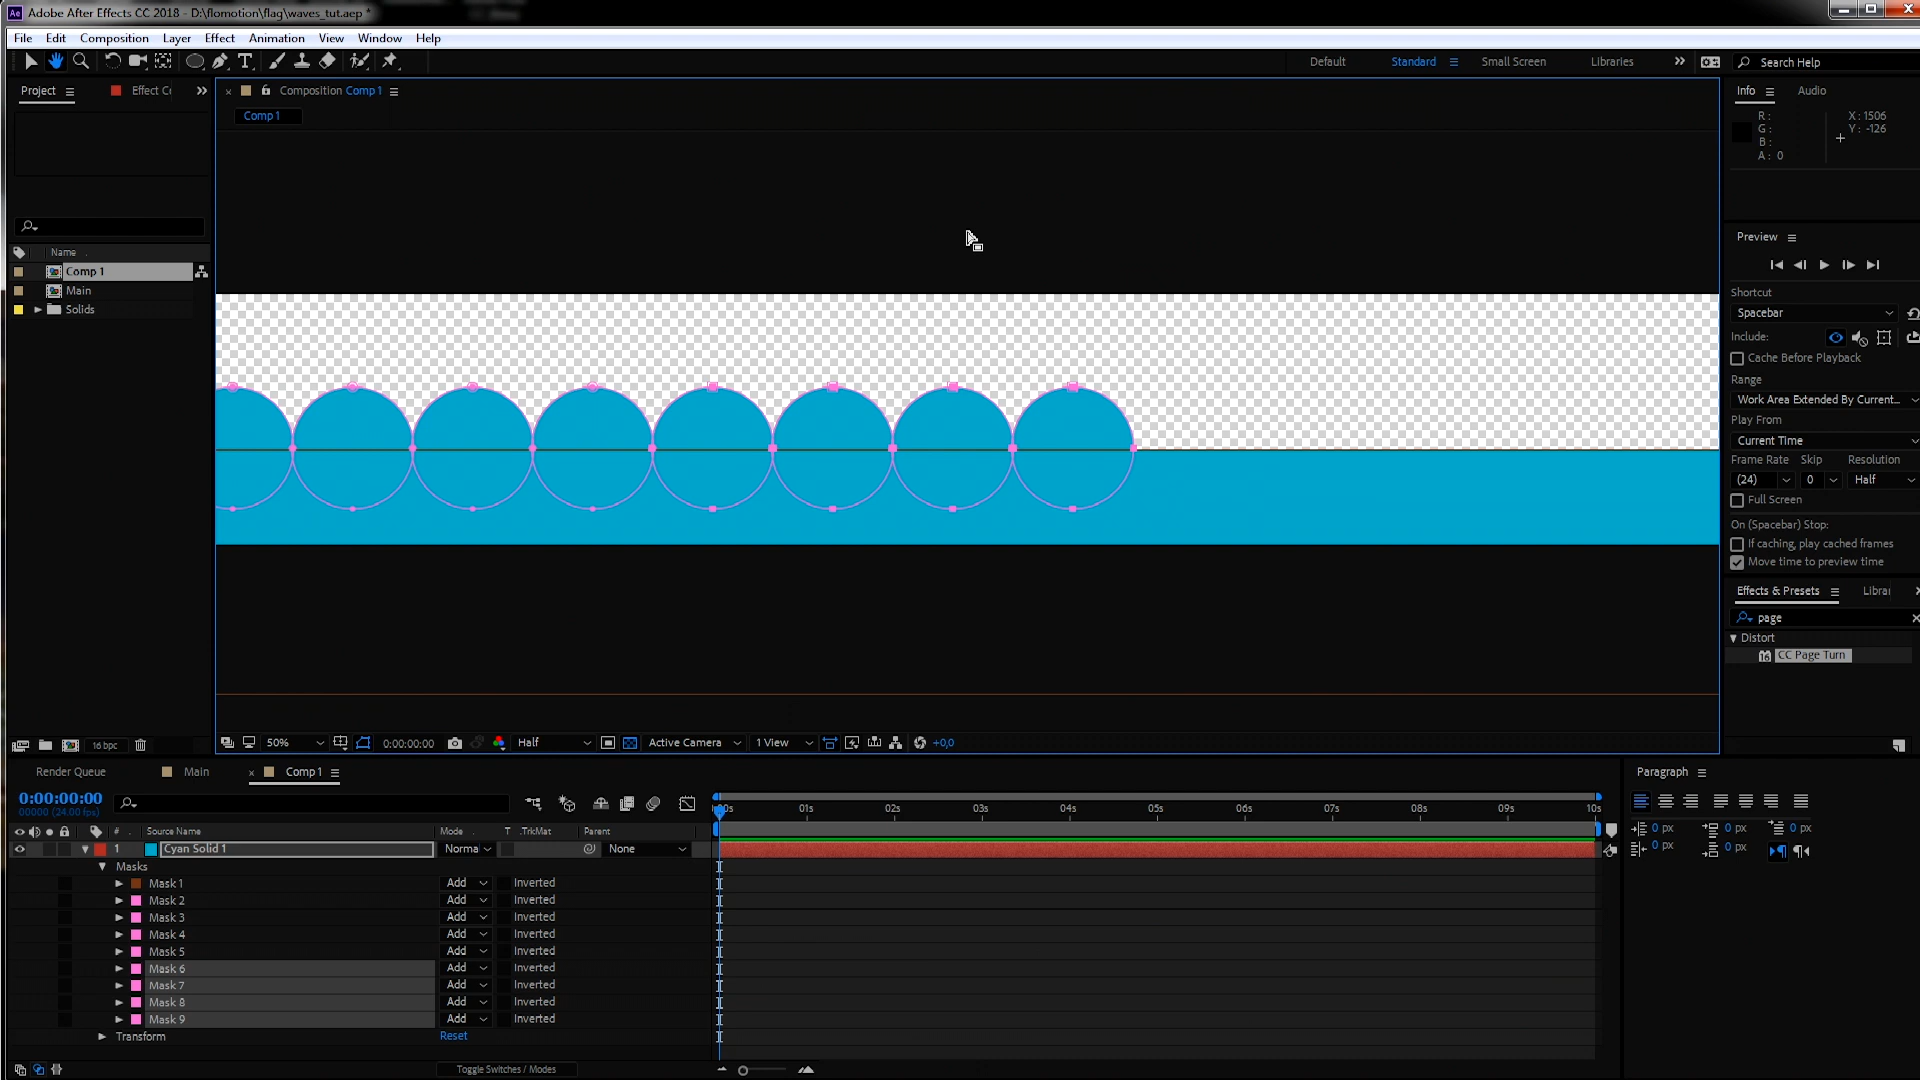 Adobe After Effects CC 2018 - D:\flomotion\flag\waves_tut.aep *
File Edit Composition Layer Effect Animation View Window Help
Default Standard Small Screen Libraries Search Help
Project Effect Cr
Composition Comp 1
Comp 1
Info Audio
R :
G :
B :
A : 0
X : 1506
Y : -126
Name
Comp 1
Main
Solids
Preview
Shortcut
Spacebar
Include:
Cache Before Playback
Range
Work Area Extended By Current...
Play From
Current Time
Frame Rate Skip Resolution
(24) 0 Half
Full Screen
On (Spacebar) Stop:
If caching, play cached frames
Move time to preview time
Effects & Presets Librai
page
Distort
CC Page Turn
16 bpc
50% 0:00:00:00 Half Active Camera 1 View +0,0
Render Queue Main Comp 1
Paragraph
0:00:00:00
00000 (24.00 fps)
01s 02s 03s 04s 05s 06s 07s 08s 09s 10s
0 px 0 px 0 px
0 px 0 px
# Source Name Mode T .TrkMat Parent
1 Cyan Solid 1 Norma None
Masks
Mask 1 Add Inverted
Mask 2 Add Inverted
Mask 3 Add Inverted
Mask 4 Add Inverted
Mask 5 Add Inverted
Mask 6 Add Inverted
Mask 7 Add Inverted
Mask 8 Add Inverted
Mask 9 Add Inverted
Transform Reset
Toggle Switches / Modes